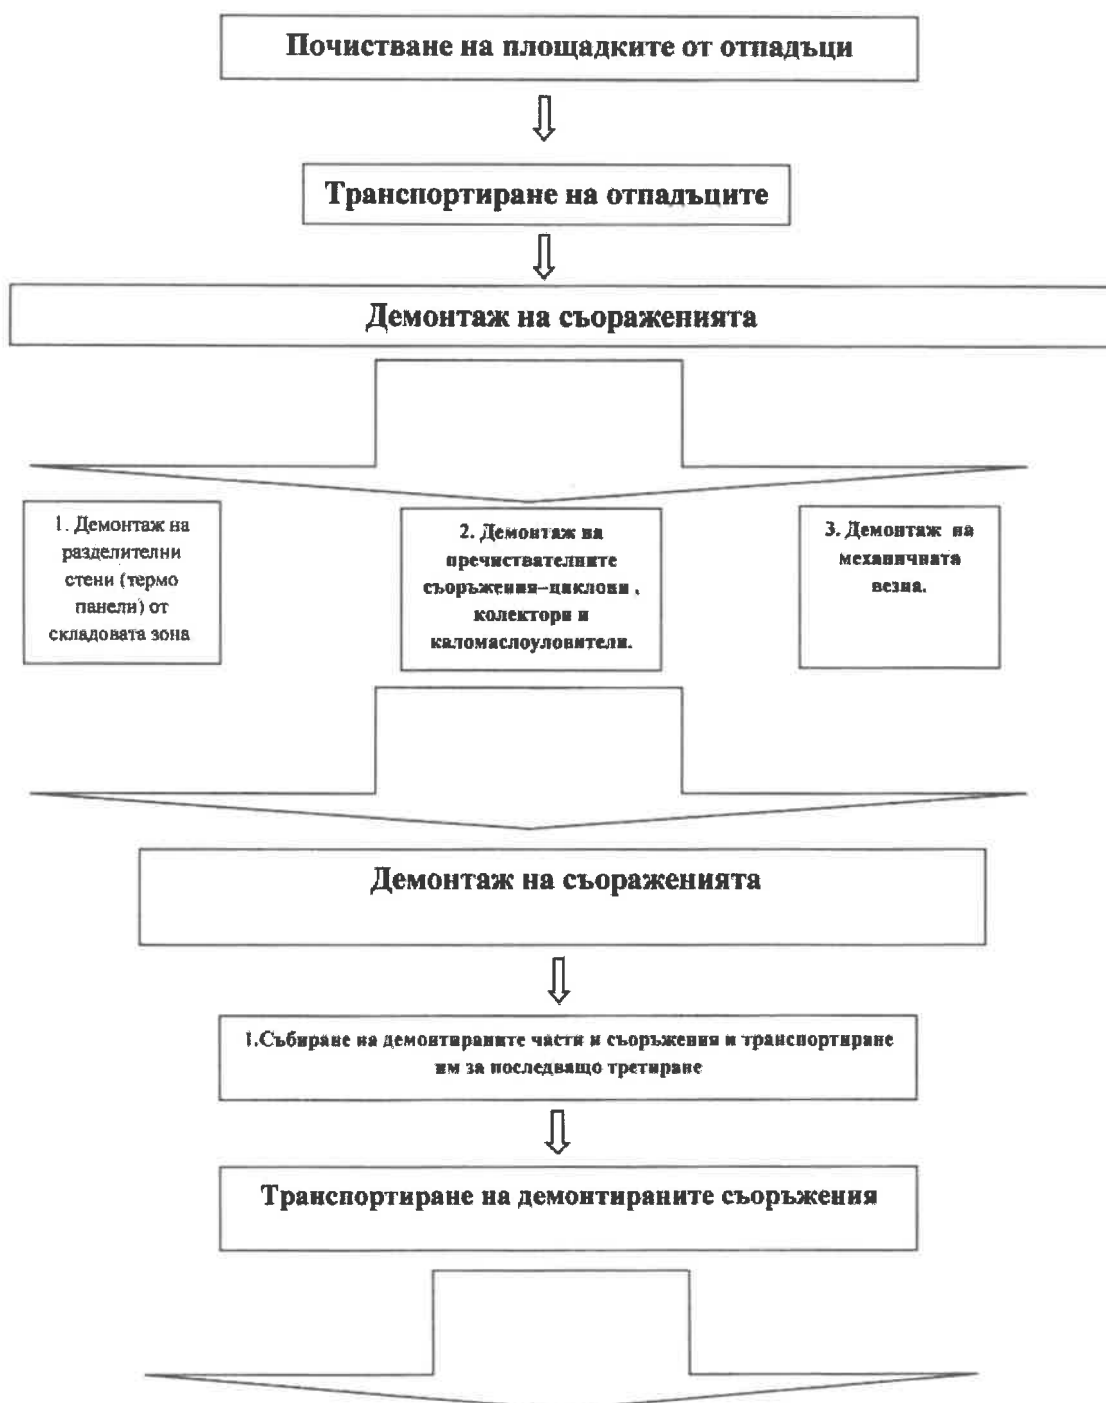 Почистване на площадките от отпадъци
Транспортиране на отпадъците
Демонтаж на съораженията
1. Демонтаж на
разделителни
стени (термо
панели) от
складовата зона
2. Демонтаж на
пречиствателните
съоръжения–циклони ,
колектори и
каломаслоуловители.
3. Демонтаж на
механичната
везна.
Демонтаж на съораженията
1.Събиране на демонтираните части и съоръжения и транспортиране
им за последващо третиране
Транспортиране на демонтираните съоръжения